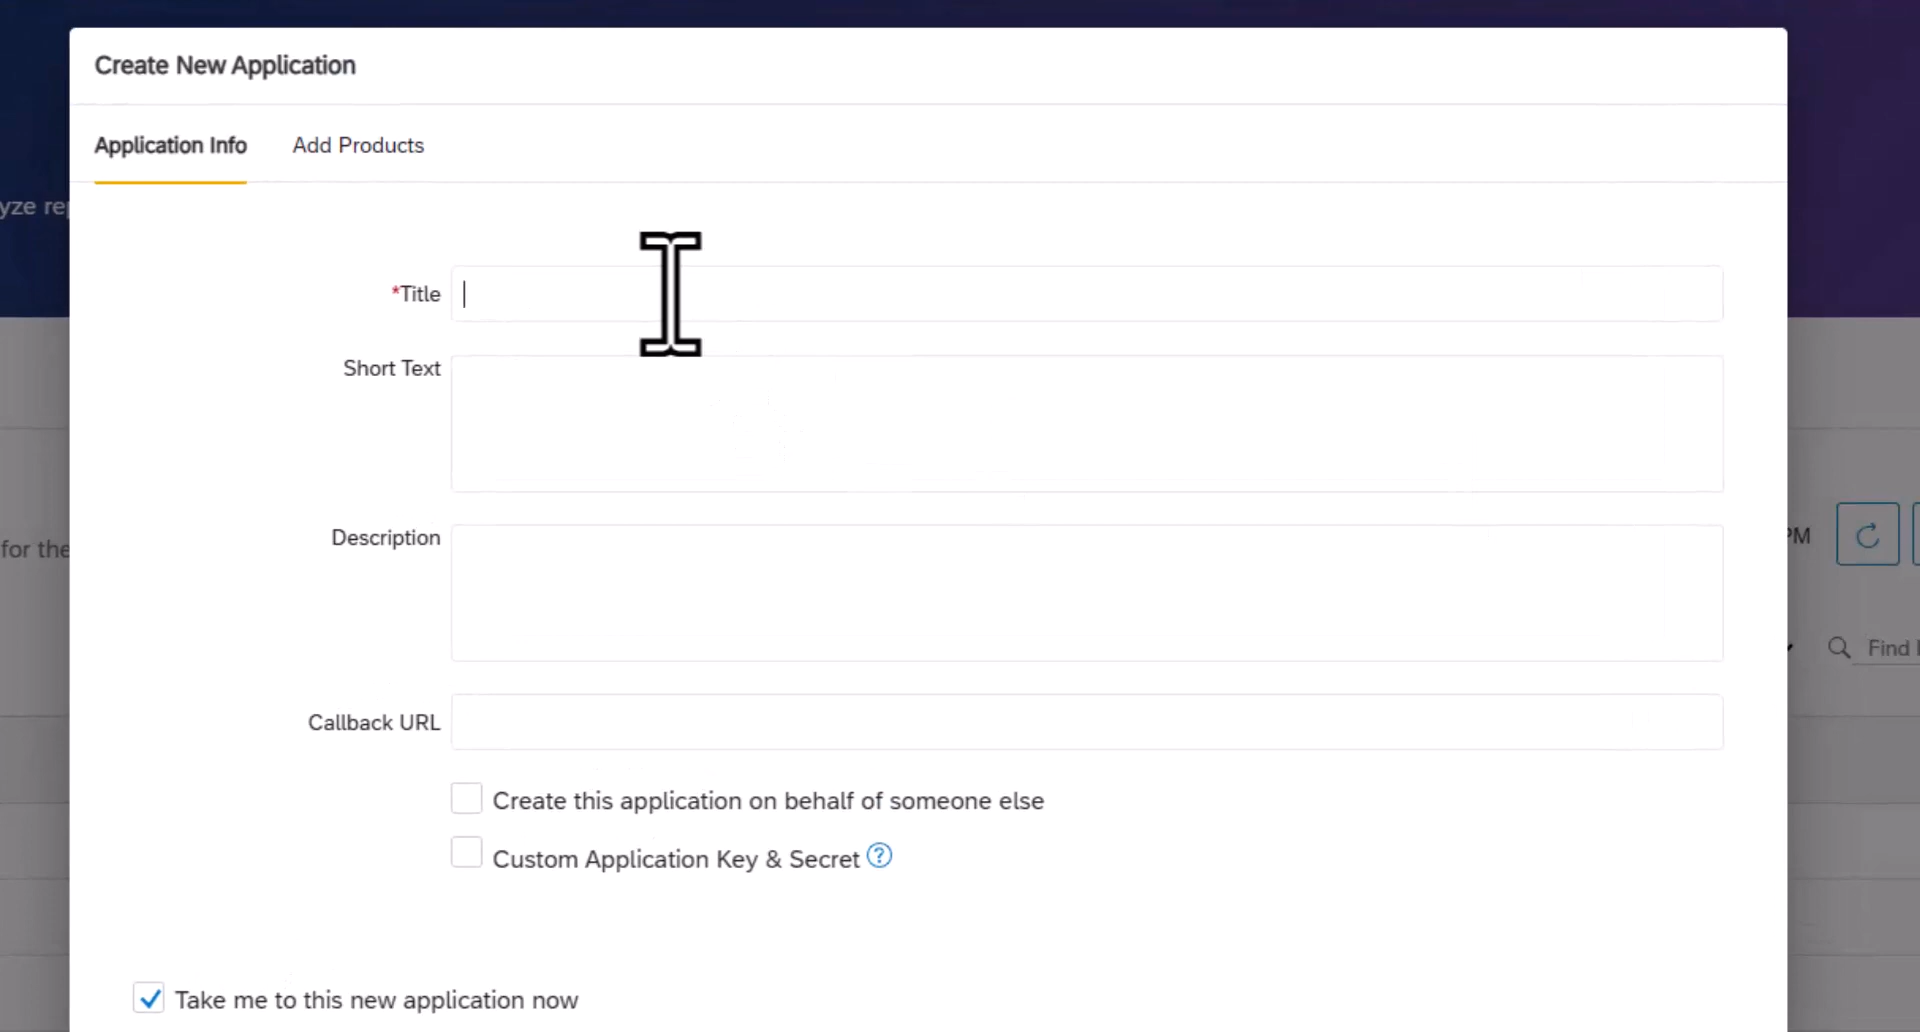 Create New Application
Application Info Add Products
yze re
*Title
Short Text
Description
for the
PM
Find
Callback URL
Create this application on behalf of someone else
Custom Application Key & Secret ?
Take me to this new application now